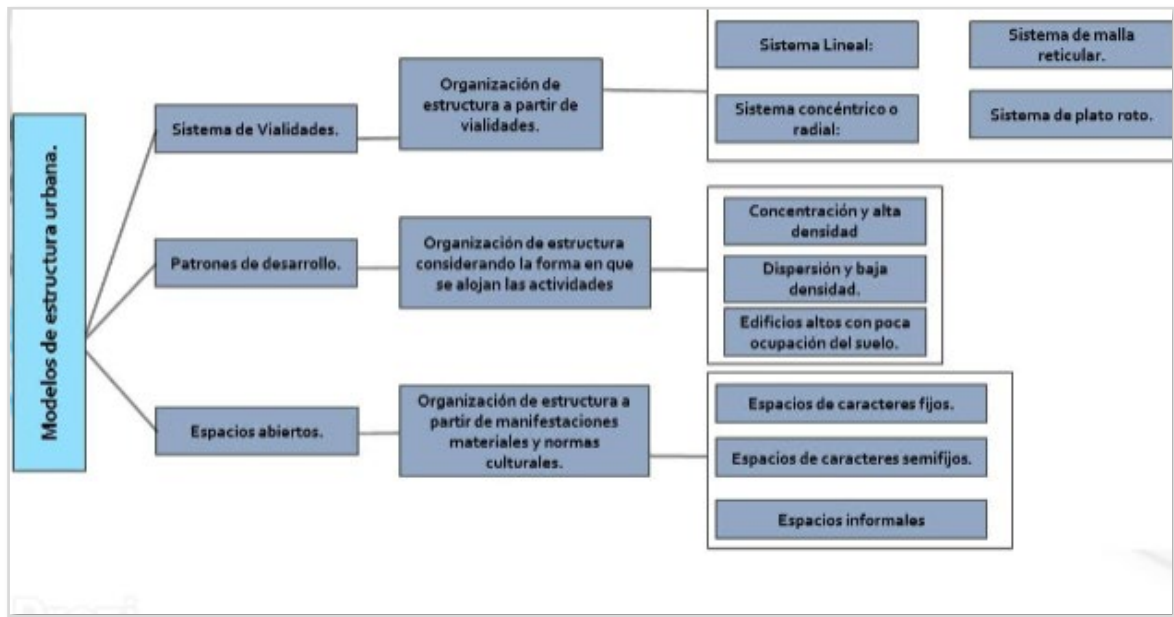 Modelos de estructura urbana.
Sistema de Vialidades.
Organización de
estructura a partir de
vialidades.
Sistema Lineal:
Sistema de malla
reticular.
Sistema concéntrico o
radial:
Sistema de plato roto.
Patrones de desarrollo.
Organización de estructura
considerando la forma en que
se alojan las actividades
Concentración y alta
densidad
Dispersión y baja
densidad.
Edificios altos con poca
ocupación del suelo.
Espacios abiertos.
Organización de estructura a
partir de manifestaciones
materiales y normas
culturales.
Espacios de caracteres fijos.
Espacios de caracteres semifijos.
Espacios informales
Prezi